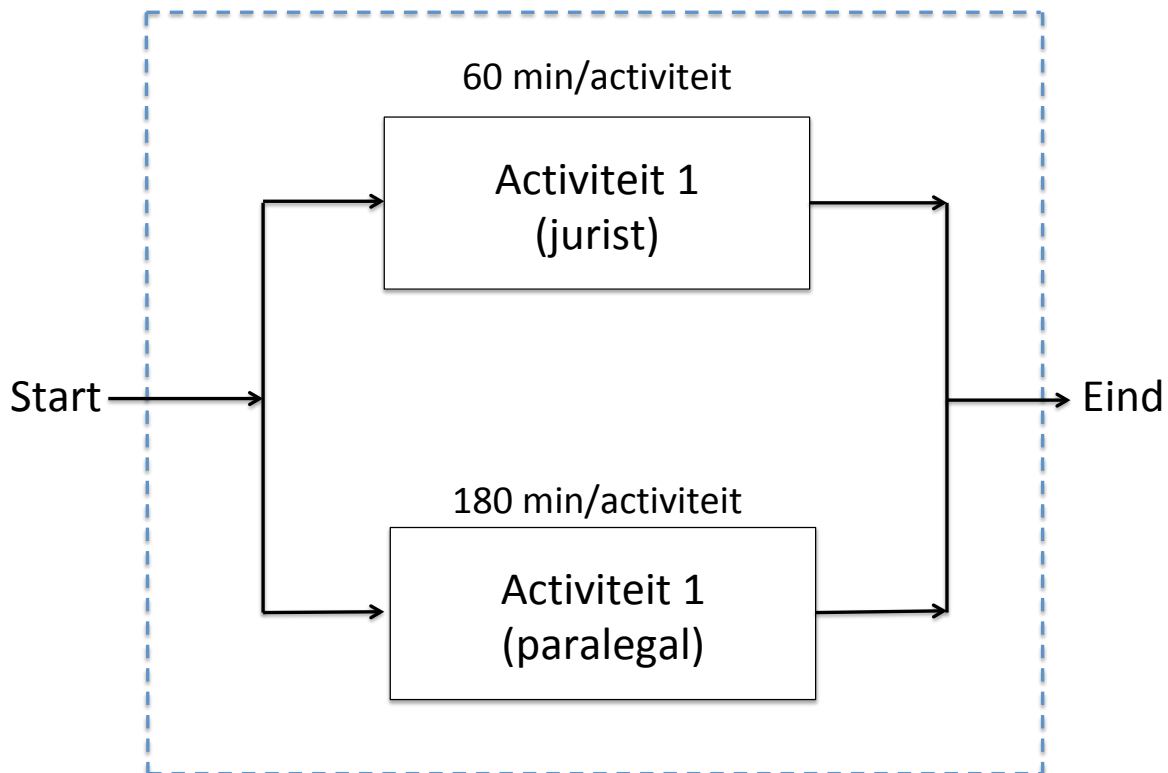 60 min/activiteit
Activiteit 1
(jurist)
Start
Eind
180 min/activiteit
Activiteit 1
(paralegal)